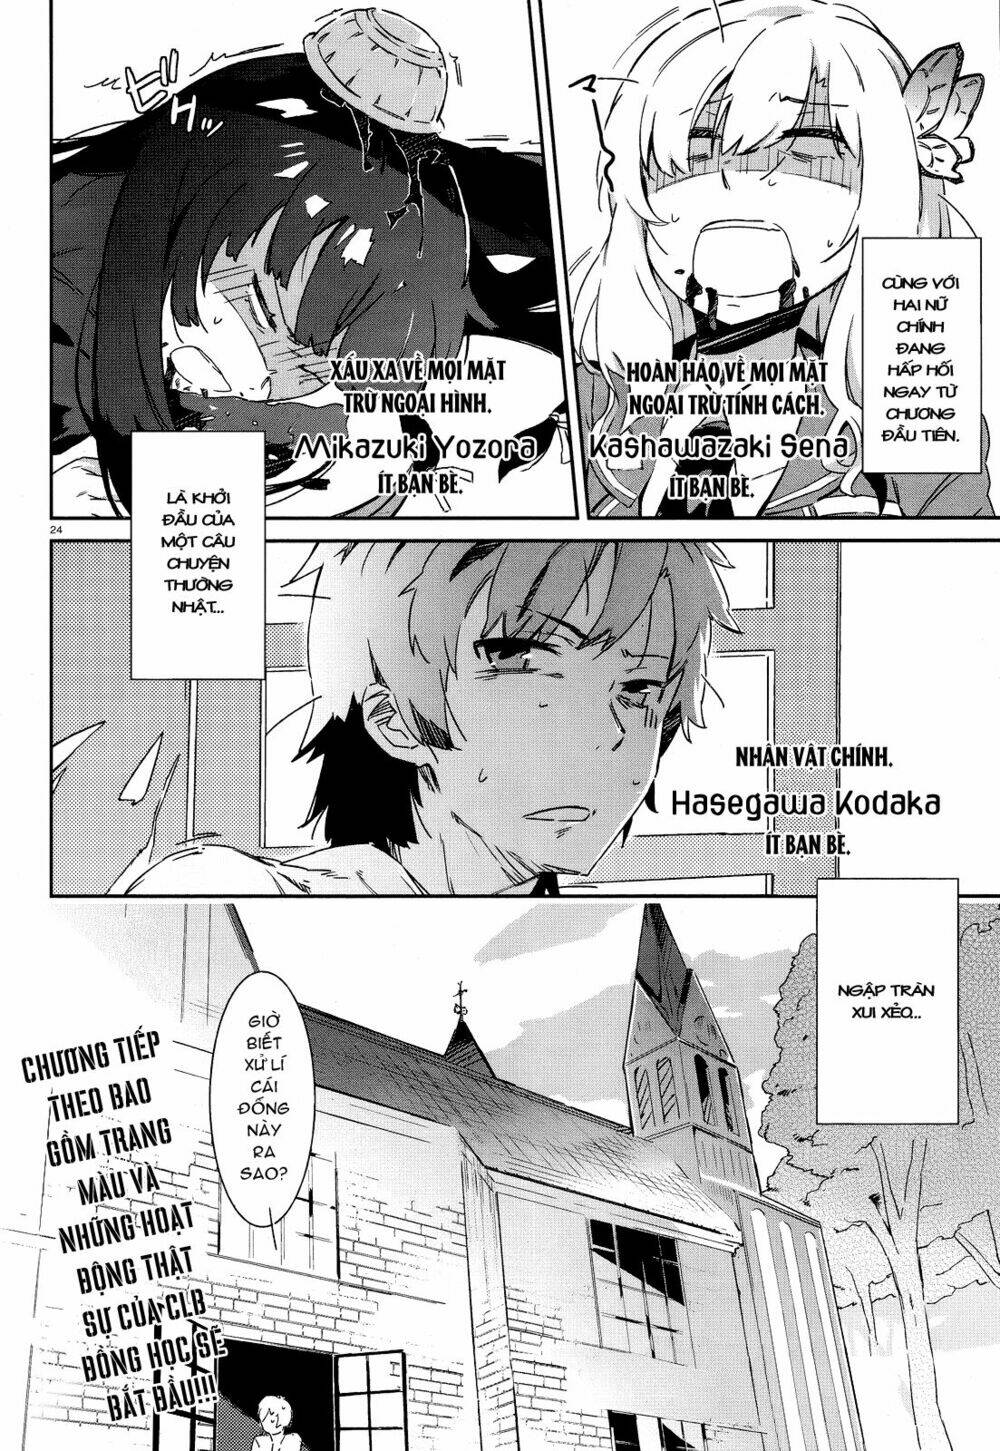 CÙNG VỚI
HAI NỮ
CHÍNH
ĐANG
HẤP HỐI
NGAY TỪ
CHƯƠNG
ĐẦU TIÊN.
HOÀN HẢO VỀ MỌI MẶT
NGOẠI TRỪ TÍNH CÁCH.
Kashawazaki Sena
ÍT BẠN BÈ.
ビビ
ビク
XẤU XA VỀ MỌI MẶT
TRỪ NGOẠI HÌNH.
Mikazuki Yozora
ÍT BẠN BÈ.
LÀ KHỞI
ĐẦU CỦA
MỘT CÂU
CHUYỆN
THƯỜNG
NHẬT...
24
NHÂN VẬT CHÍNH.
Hasegawa Kodaka
ÍT BẠN BÈ.
NGẬP TRÀN
XUI XẺO...
GIỜ
BIẾT
XỬ LÍ
CÁI
ĐỐNG
NÀY
RA
SAO?
CHƯƠNG TIẾP
THEO BAO
GỒM TRANG
MÀU VÀ
NHỮNG HOẠT
ĐỘNG THẬT
SỰ CỦA CLB
ĐỒNG HỌC SẼ
BẮT ĐẦU!!!